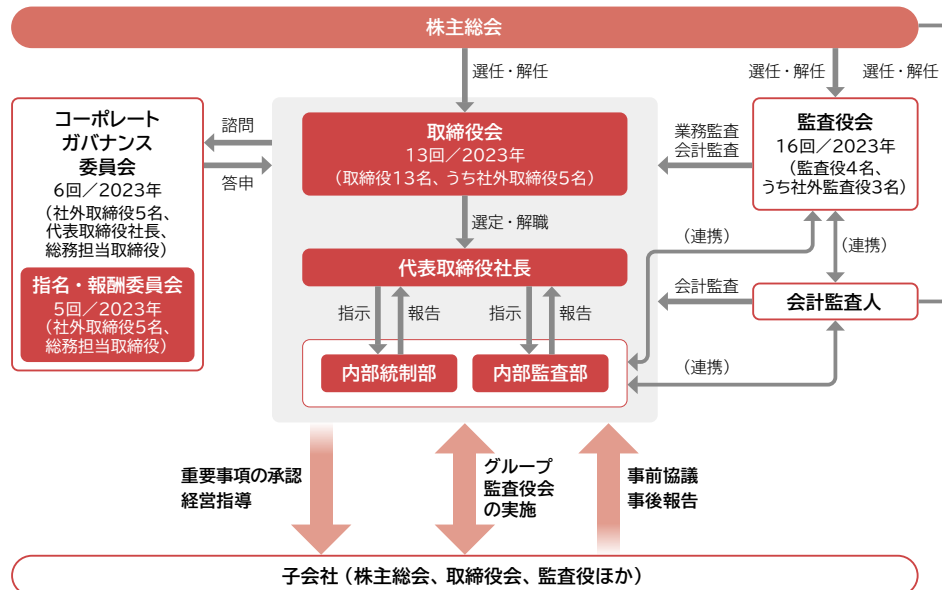 株主総会
選任・解任
選任・解任
選任・解任
コーポレート
ガバナンス
委員会
6回／2023年
（社外取締役5名、
代表取締役社長、
総務担当取締役）
指名・報酬委員会
5回／2023年
（社外取締役5名、
総務担当取締役）
諮問
答申
取締役会
13回／2023年
（取締役13名、うち社外取締役5名）
業務監査
会計監査
監査役会
16回／2023年
（監査役4名、
うち社外監査役3名）
選定・解職
（連携）
（連携）
代表取締役社長
会計監査
会計監査人
指示
報告
指示
報告
内部統制部
内部監査部
（連携）
重要事項の承認
経営指導
グループ
監査役会
の実施
事前協議
事後報告
子会社（株主総会、取締役会、監査役ほか）